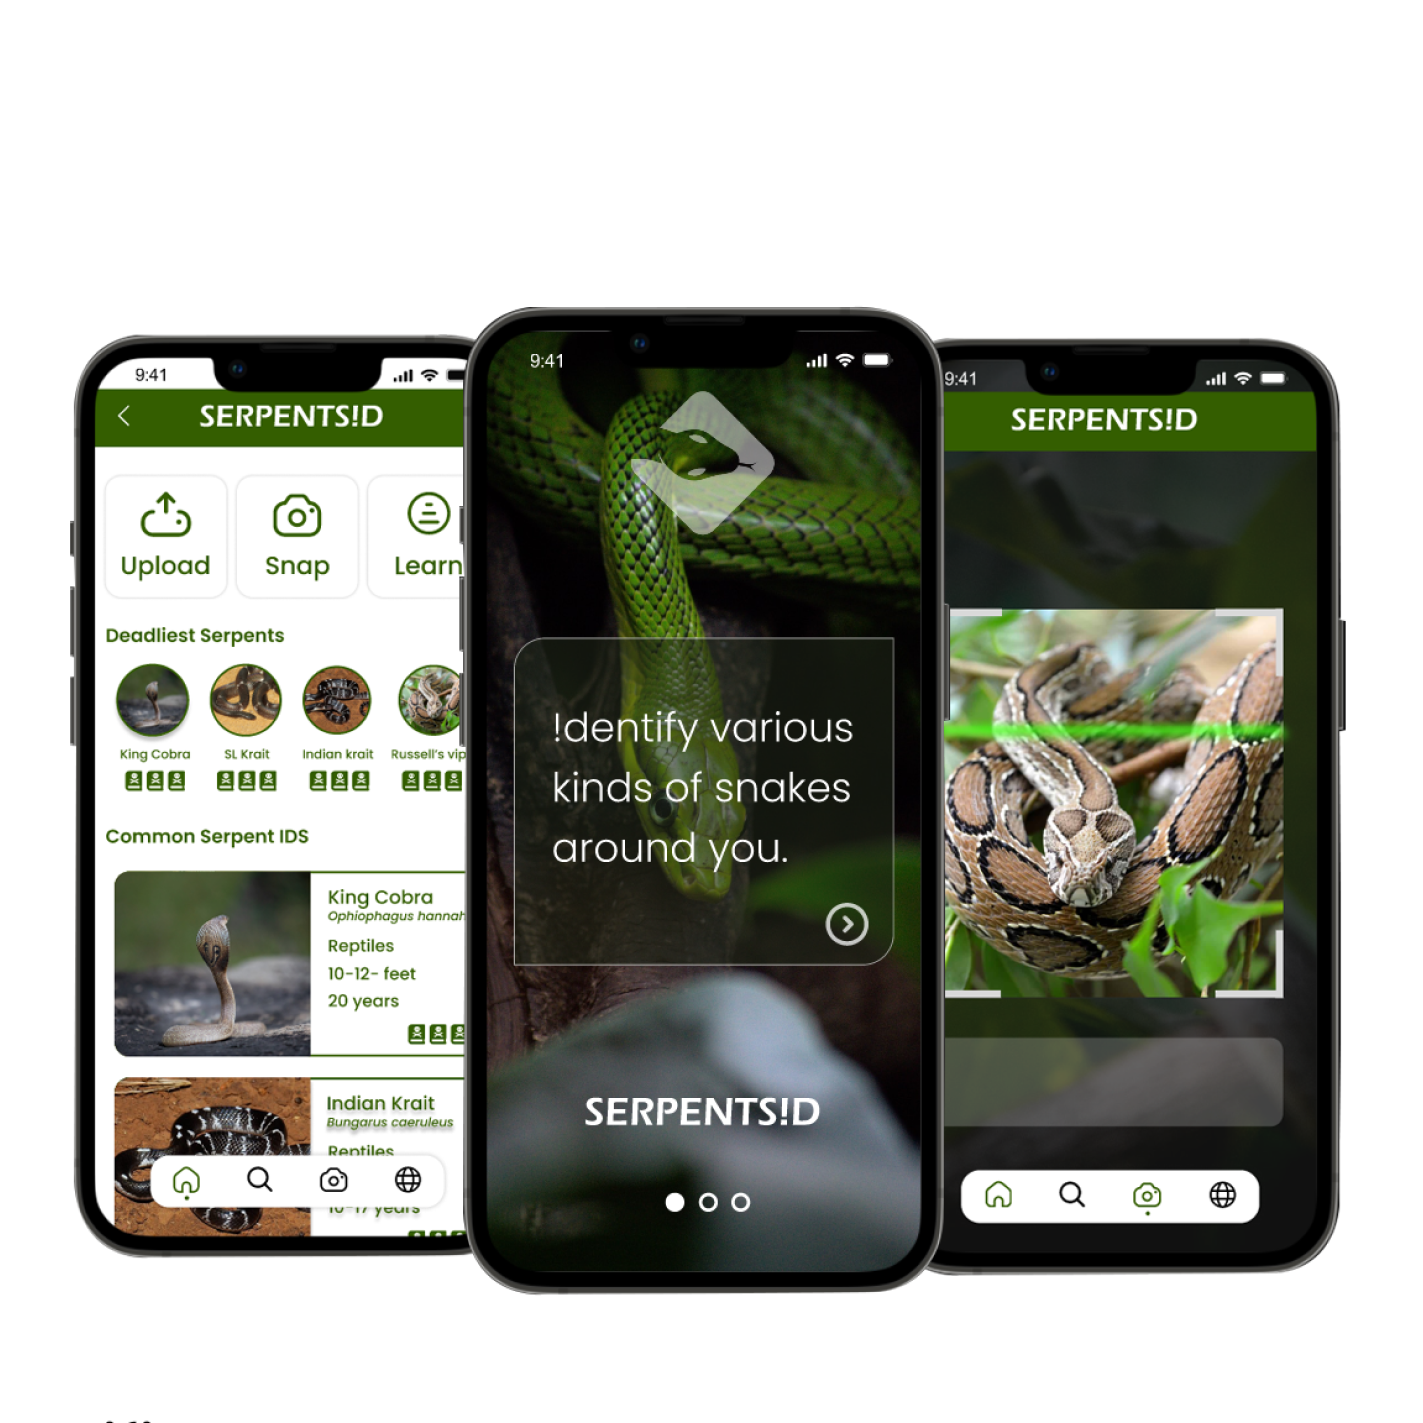 9:41
SERPENTS!D
Upload
Snap
Learn
Deadliest Serpents
King Cobra
SL Krait
Indian krait
Russell's vip
Common Serpent IDS
King Cobra
Ophiophagus hannah
Reptiles
10-12- feet
20 years
Indian Krait
Bungarus caeruleus
Reptiles
10-17 years
9:41
!dentify various
kinds of snakes
around you.
SERPENTS!D
9:41
SERPENTS!D